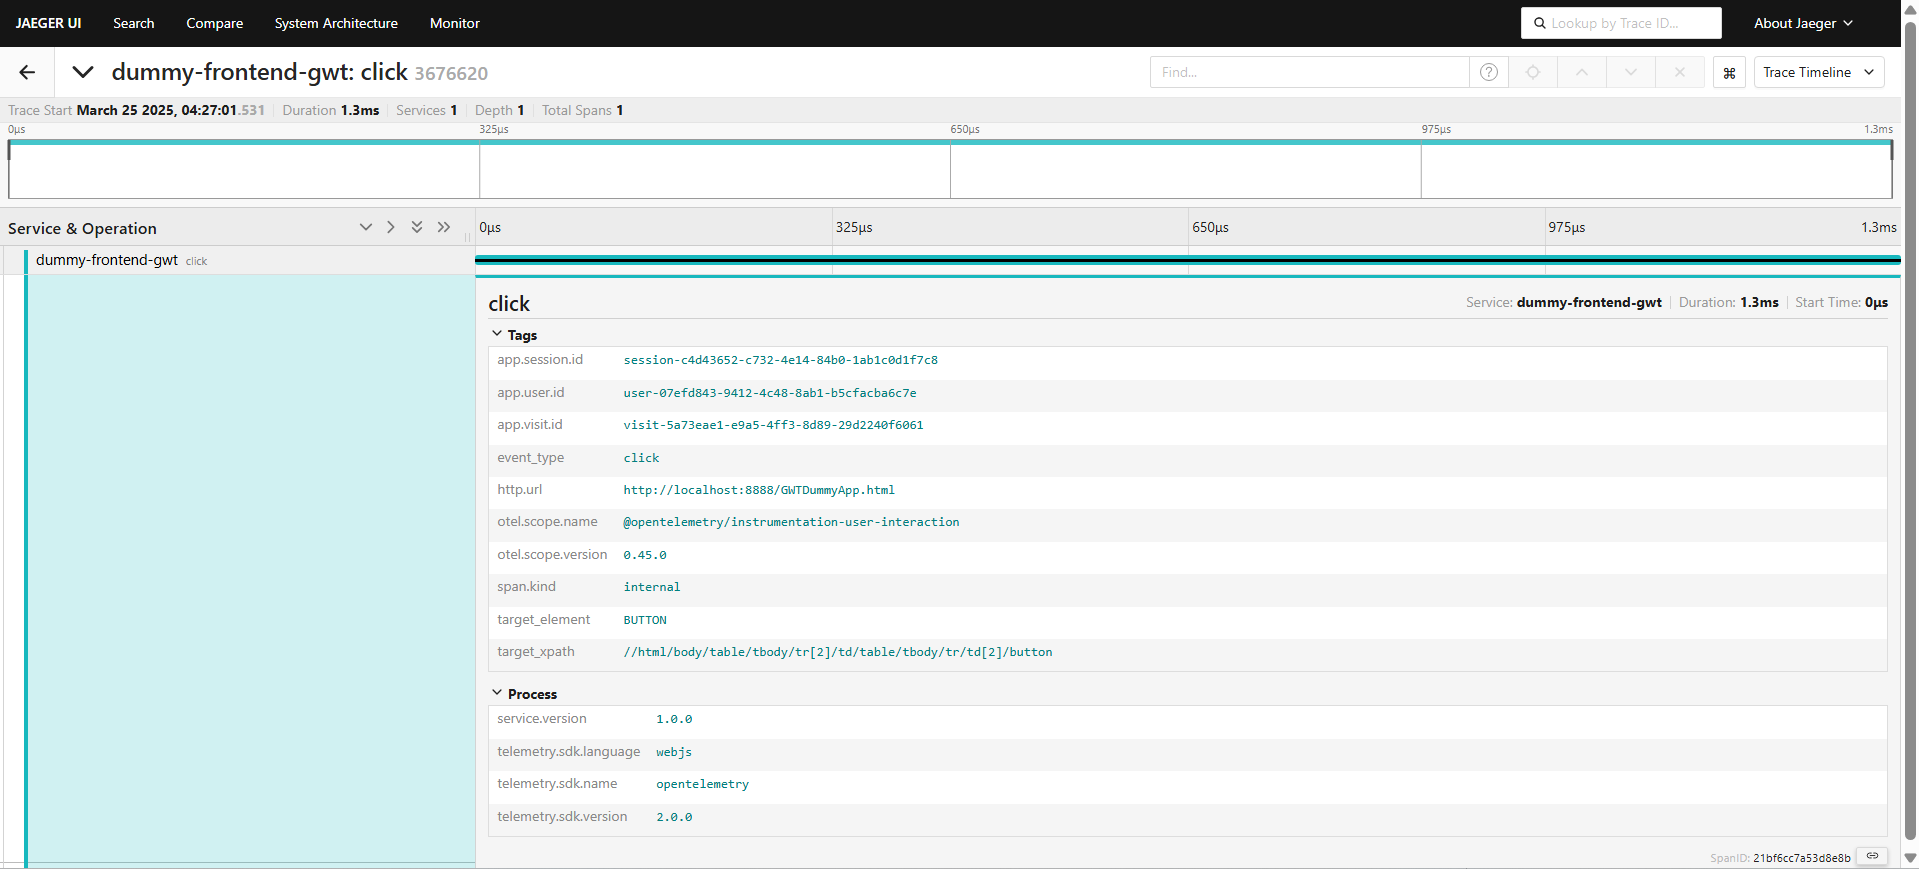 JAEGER UI Search Compare System Architecture Monitor Lookup by Trace ID... About Jaeger
dummy-frontend-gwt: click 3676620 Find... ? ⌘ Trace Timeline
Trace Start March 25 2025, 04:27:01.531 Duration 1.3ms Services 1 Depth 1 Total Spans 1
0μs 325μs 650μs 975μs 1.3ms
Service & Operation 0μs 325μs 650μs 975μs 1.3ms
dummy-frontend-gwt click
click Service: dummy-frontend-gwt Duration: 1.3ms Start Time: 0μs
Tags
app.session.id session-c4d43652-c732-4e14-84b0-1ab1c0d1f7c8
app.user.id user-07efd843-9412-4c48-8ab1-b5cfacba6c7e
app.visit.id visit-5a73eae1-e9a5-4ff3-8d89-29d2240f6061
event_type click
http.url http://localhost:8888/GWTDummyApp.html
otel.scope.name @opentelemetry/instrumentation-user-interaction
otel.scope.version 0.45.0
span.kind internal
target_element BUTTON
target_xpath //html/body/table/tbody/tr[2]/td/table/tbody/tr/td[2]/button
Process
service.version 1.0.0
telemetry.sdk.language webjs
telemetry.sdk.name opentelemetry
telemetry.sdk.version 2.0.0
SpanID: 21bf6cc7a53d8e8b